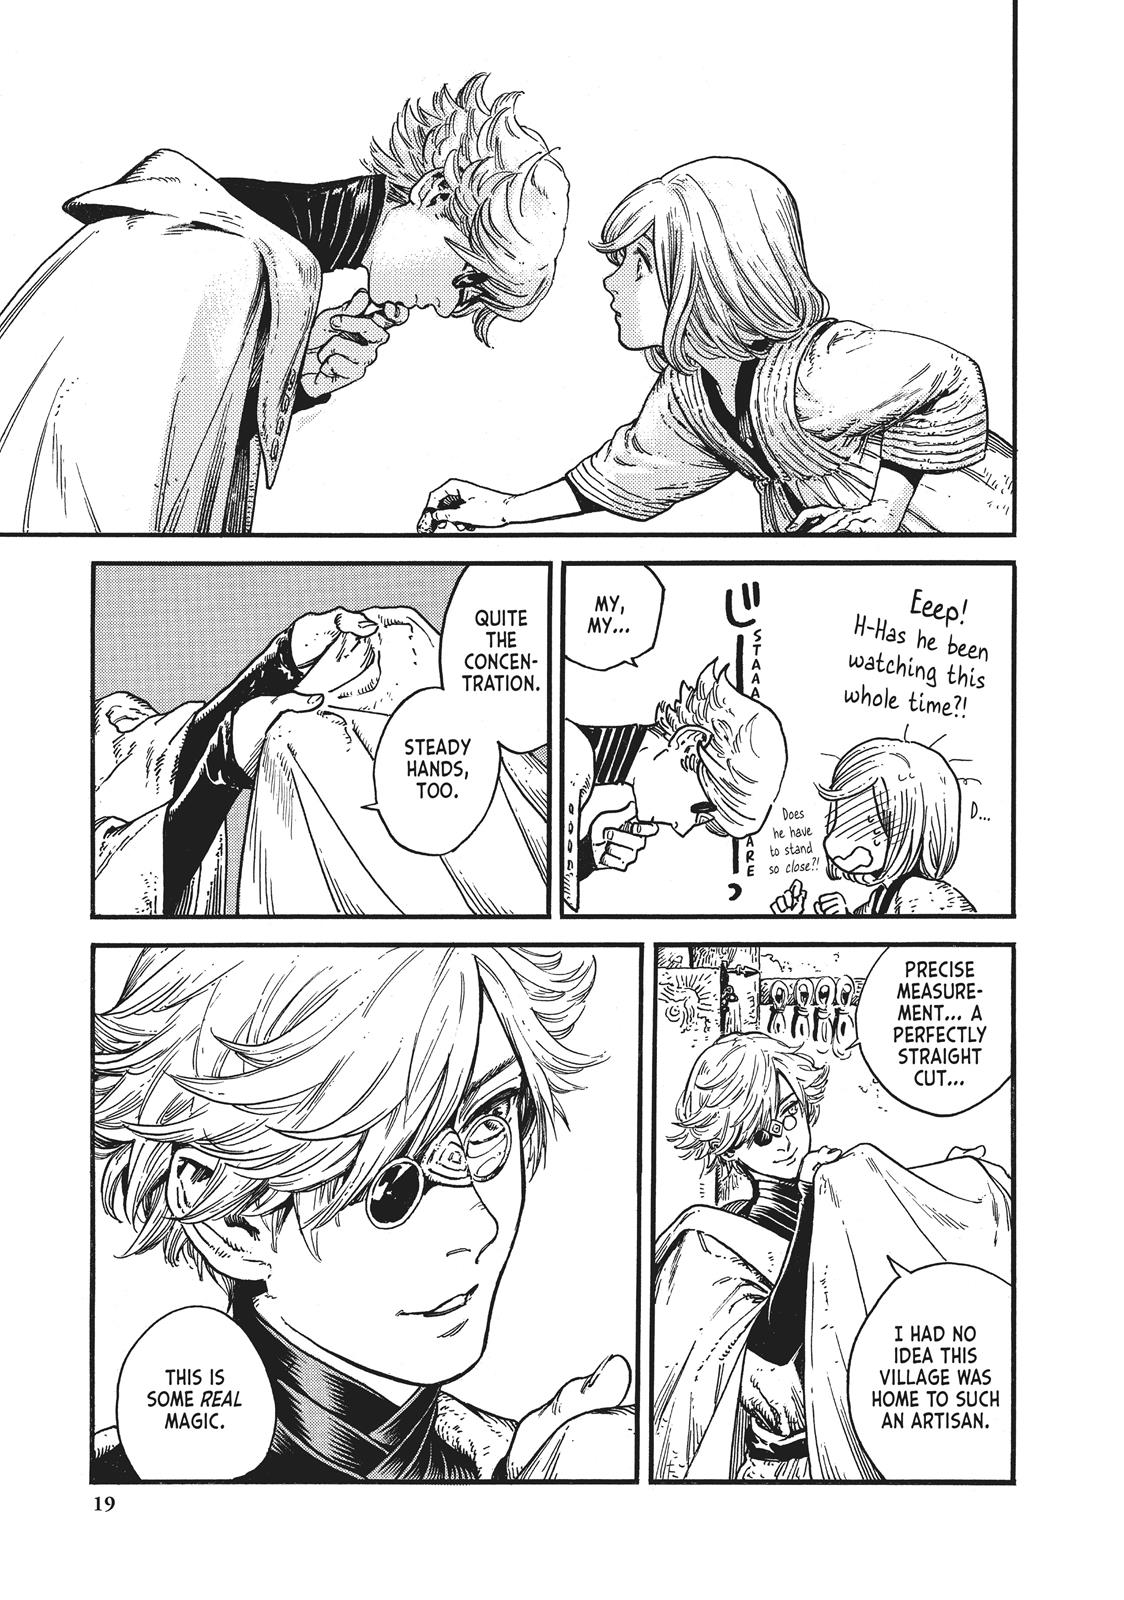 Eeep!
H-Has he been
watching this
whole time?!
D...
Does
he have
to stand
so close?!
じーっ
STAAA
ARE
MY,
MY...
QUITE
THE
CONCEN-
TRATION.
STEADY
HANDS,
TOO.
PRECISE
MEASURE-
MENT... A
PERFECTLY
STRAIGHT
CUT...
I HAD NO
IDEA THIS
VILLAGE WAS
HOME TO SUCH
AN ARTISAN.
THIS IS
SOME REAL
MAGIC.
19